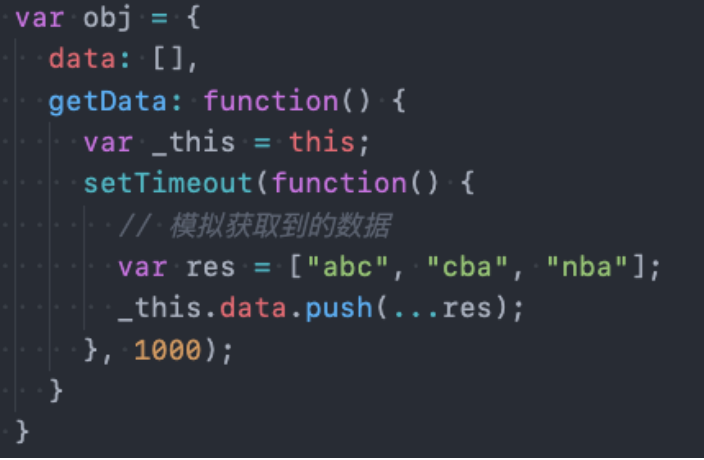 var obj = {
  data: [],
  getData: function() {
    var _this = this;
    setTimeout(function() {
      // 模拟获取到的数据
      var res = ["abc", "cba", "nba"];
      _this.data.push(...res);
    }, 1000);
  }
}